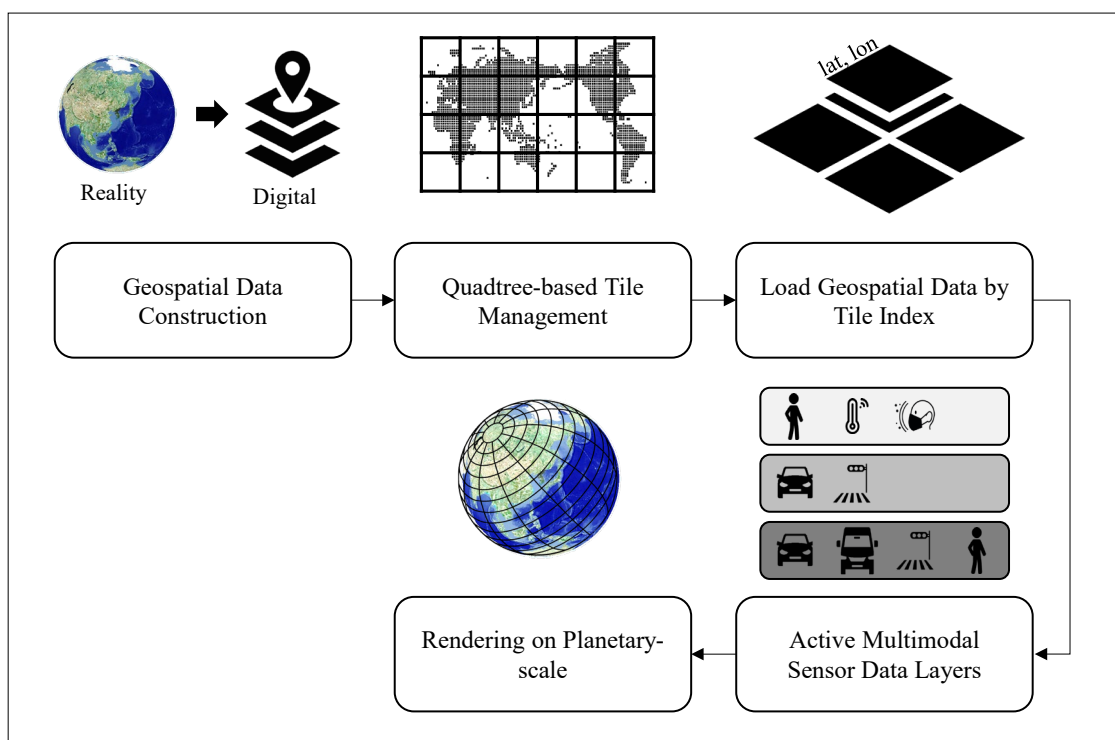 lat, lon
Reality
Digital
Geospatial Data
Construction
Quadtree-based Tile
Management
Load Geospatial Data by
Tile Index
Rendering on Planetary-
scale
Active Multimodal
Sensor Data Layers